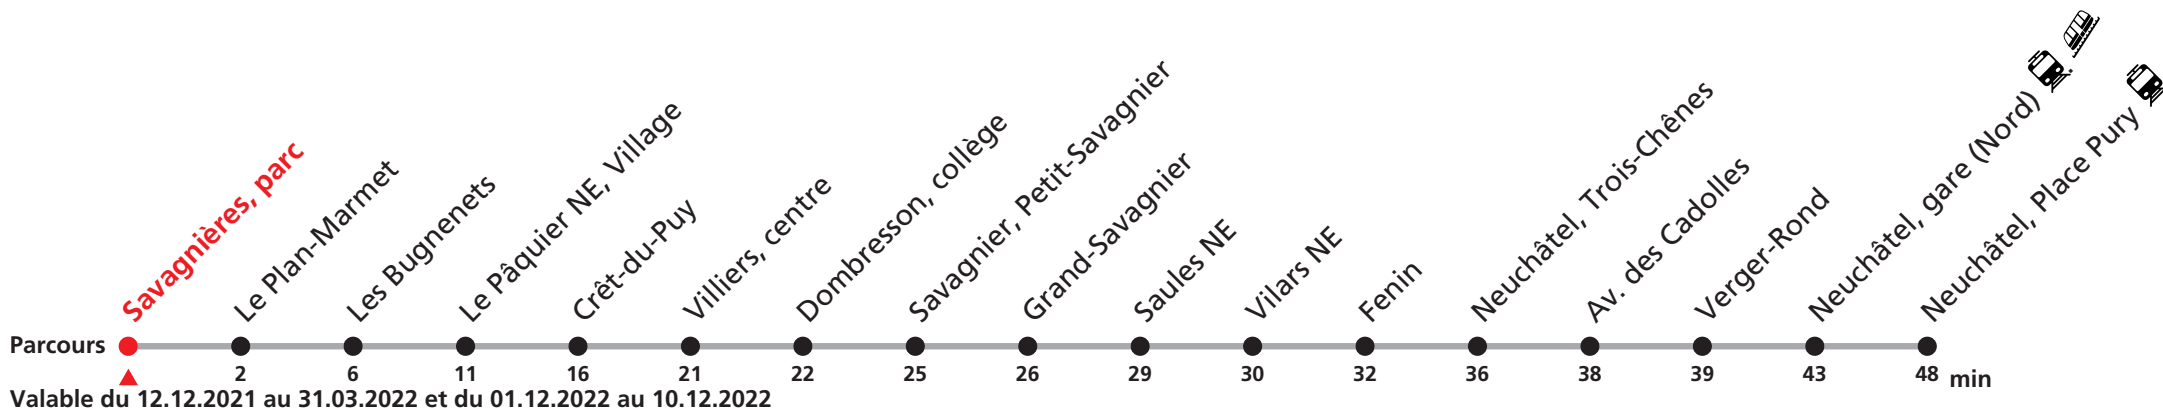 Savagnières, parc
Le Plan-Marmet
Les Bugnenets
Le Pâquier NE, Village
Crêt-du-Puy
Villiers, centre
Dombresson, collège
Savagnier, Petit-Savagnier
Grand-Savagnier
Saules NE
Vilars NE
Fenin
Neuchâtel, Trois-Chênes
Av. des Cadolles
Verger-Rond
Neuchâtel, gare (Nord)
Neuchâtel, Place Pury
Parcours
2 6 11 16 21 22 25 26 29 30 32 36 38 39 43 48 min
Valable du 12.12.2021 au 31.03.2022 et du 01.12.2022 au 10.12.2022